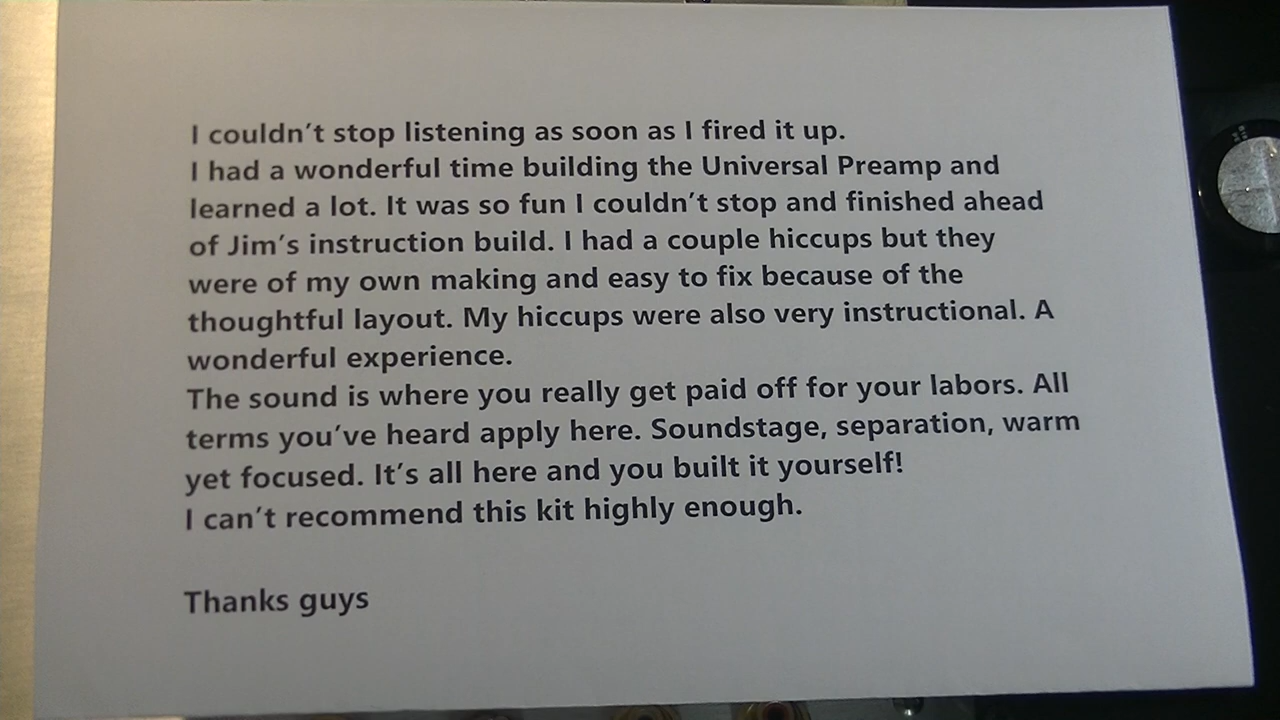 I couldn't stop listening as soon as I fired it up.
I had a wonderful time building the Universal Preamp and
learned a lot. It was so fun I couldn't stop and finished ahead
of Jim's instruction build. I had a couple hiccups but they
were of my own making and easy to fix because of the
thoughtful layout. My hiccups were also very instructional. A
wonderful experience.
The sound is where you really get paid off for your labors. All
terms you've heard apply here. Soundstage, separation, warm
yet focused. It's all here and you built it yourself!
I can't recommend this kit highly enough.
Thanks guys